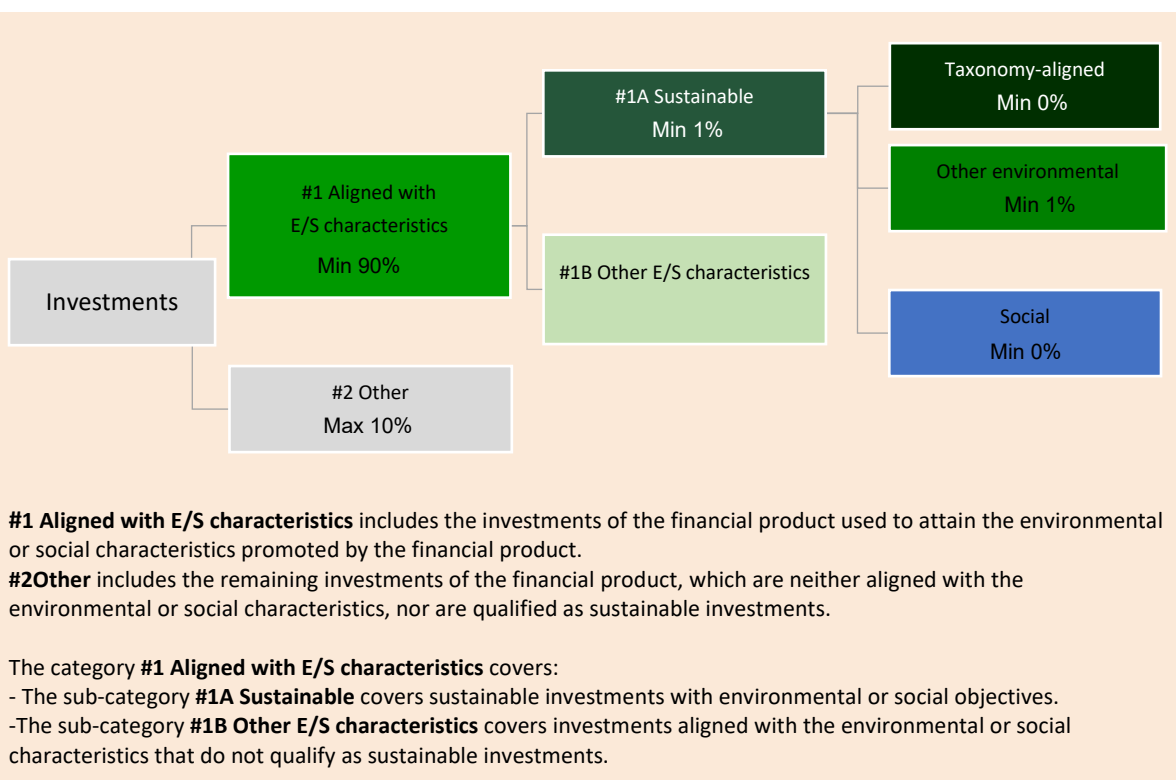 Taxonomy-aligned
Min 0%
#1A Sustainable
Min 1%
Other environmental
Min 1%
#1 Aligned with
E/S characteristics
Min 90%
#1B Other E/S characteristics
Investments
Social
Min 0%
#2 Other
Max 10%
#1 Aligned with E/S characteristics includes the investments of the financial product used to attain the environmental
or social characteristics promoted by the financial product.
#2Other includes the remaining investments of the financial product, which are neither aligned with the
environmental or social characteristics, nor are qualified as sustainable investments.
The category #1 Aligned with E/S characteristics covers:
- The sub-category #1A Sustainable covers sustainable investments with environmental or social objectives.
-The sub-category #1B Other E/S characteristics covers investments aligned with the environmental or social
characteristics that do not qualify as sustainable investments.